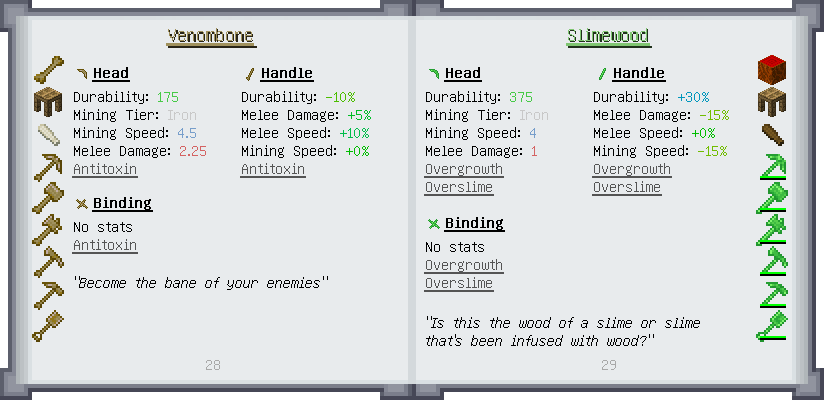 Venombone
Head
Durability: 175
Mining Tier: Iron
Mining Speed: 4.5
Melee Damage: 2.25
Antitoxin
Handle
Durability: -10%
Melee Damage: +5%
Melee Speed: +10%
Mining Speed: +0%
Antitoxin
Binding
No stats
Antitoxin
"Become the bane of your enemies"
28
Slimewood
Head
Durability: 375
Mining Tier: Iron
Mining Speed: 4
Melee Damage: 1
Overgrowth
Overslime
Handle
Durability: +30%
Melee Damage: -15%
Melee Speed: +0%
Mining Speed: -15%
Overgrowth
Overslime
Binding
No stats
Overgrowth
Overslime
"Is this the wood of a slime or slime
that's been infused with wood?"
29